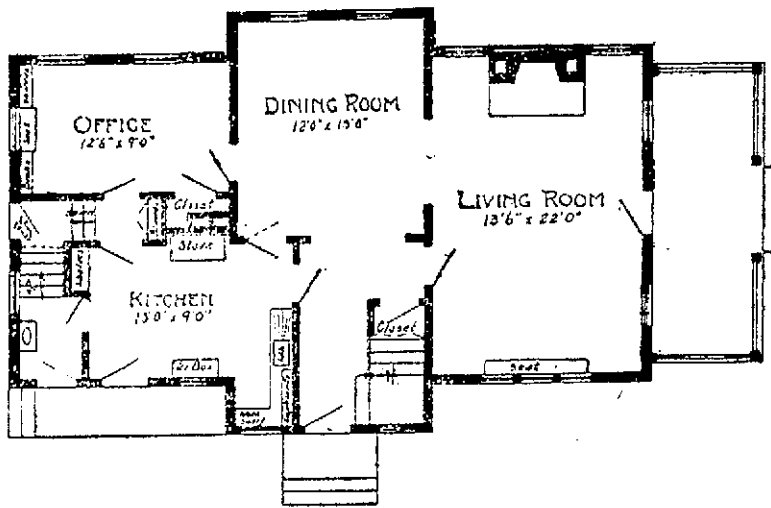 DINING ROOM
12'0" x 15'0"
OFFICE
12'6" x 9'0"
LIVING ROOM
13'6" x 22'0"
Closet
Stove
KITCHEN
15'0" x 9'0"
Closet
Seat